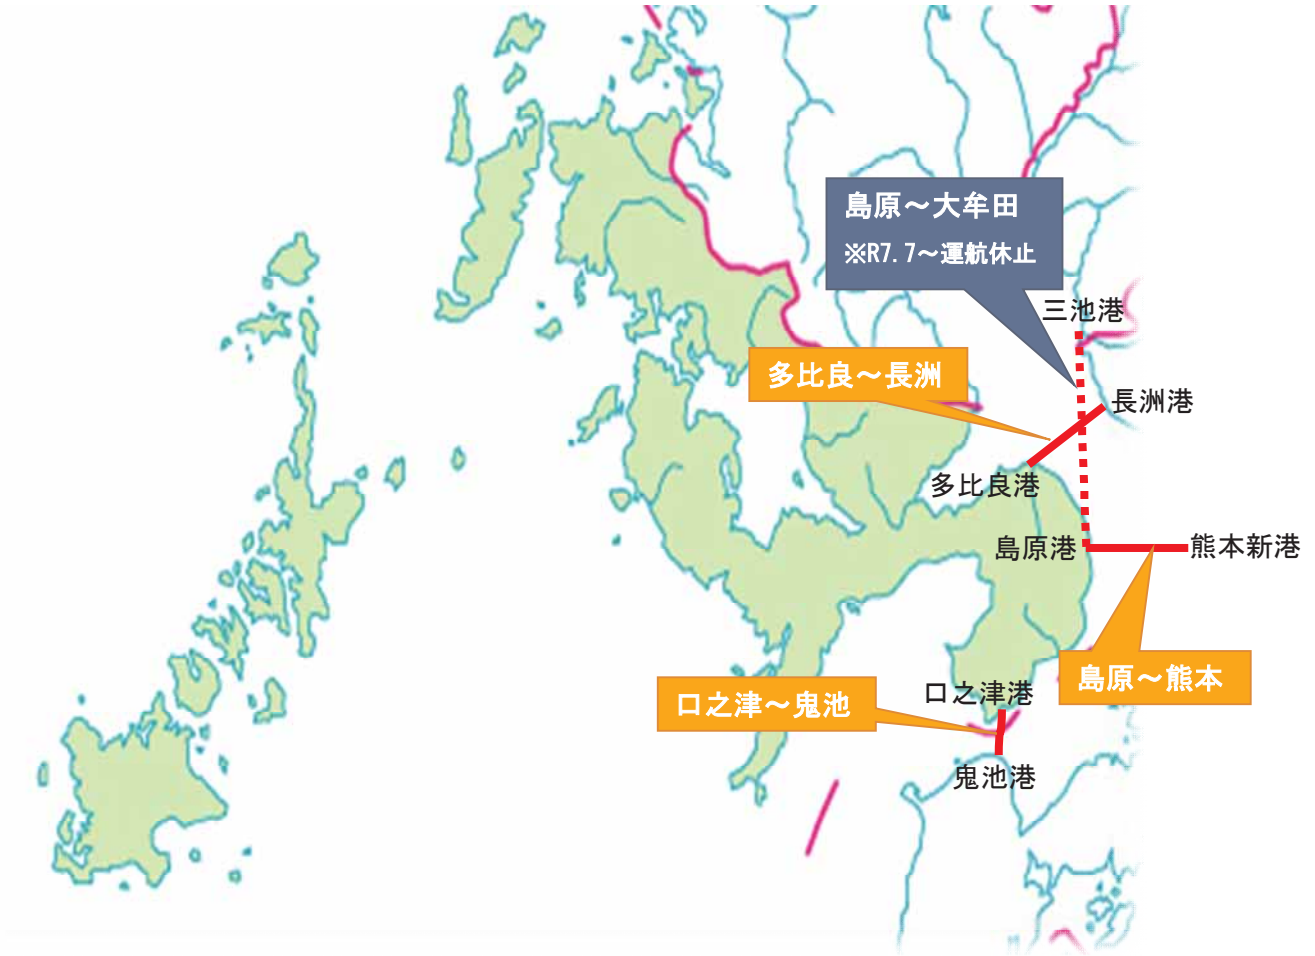 島原～大牟田
※R7.7～運航休止
三池港
多比良～長洲
長洲港
多比良港
島原港
熊本新港
島原～熊本
口之津港
口之津～鬼池
鬼池港